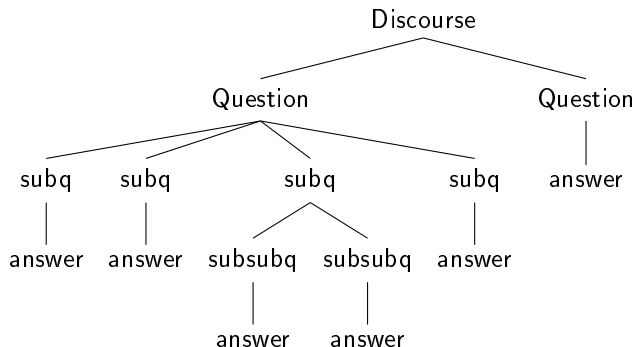 Discourse
Question Question
subq subq subq subq answer
answer answer subsubq subsubq answer
answer answer